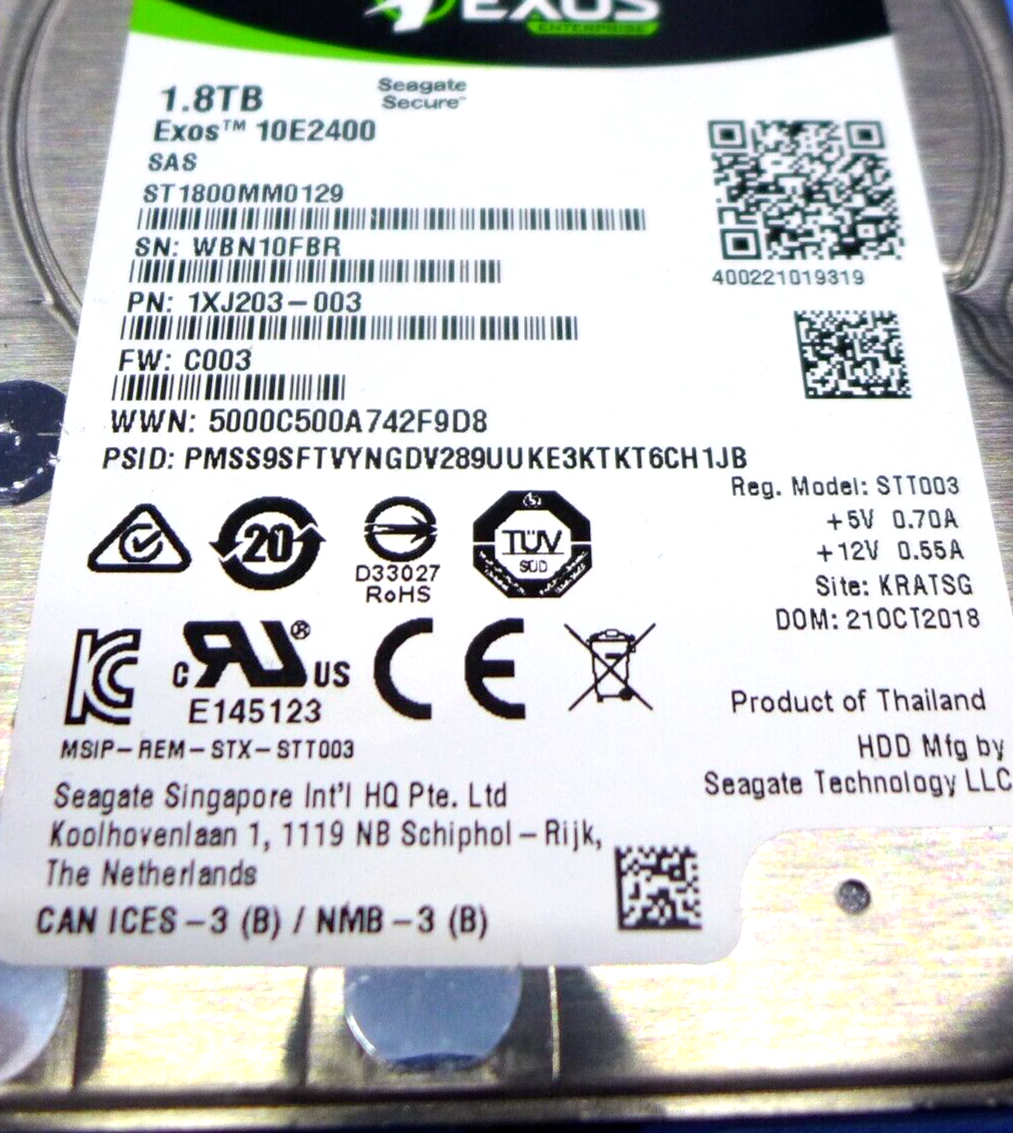 EXOS
ENTERPRISE
1.8TB
Seagate
Secure™
Exos™ 10E2400
SAS
ST1800MM0129
SN: WBN10FBR
400221019319
PN: 1XJ203-003
FW: C003
WWN: 5000C500A742F9D8
PSID: PMSS9SFTVYNGDV289UUKE3KTKT6CH1JB
Reg. Model: STT003
+5V 0.70A
+12V 0.55A
Site: KRATSG
DOM: 21OCT2018
20
D33027
RoHS
TÜV
SÜD
KC
c RU ® US
E145123
CE
MSIP-REM-STX-STT003
Product of Thailand
HDD Mfg by
Seagate Technology LLC
Seagate Singapore Int'l HQ Pte. Ltd
Koolhovenlaan 1, 1119 NB Schiphol-Rijk,
The Netherlands
CAN ICES-3 (B) / NMB-3 (B)